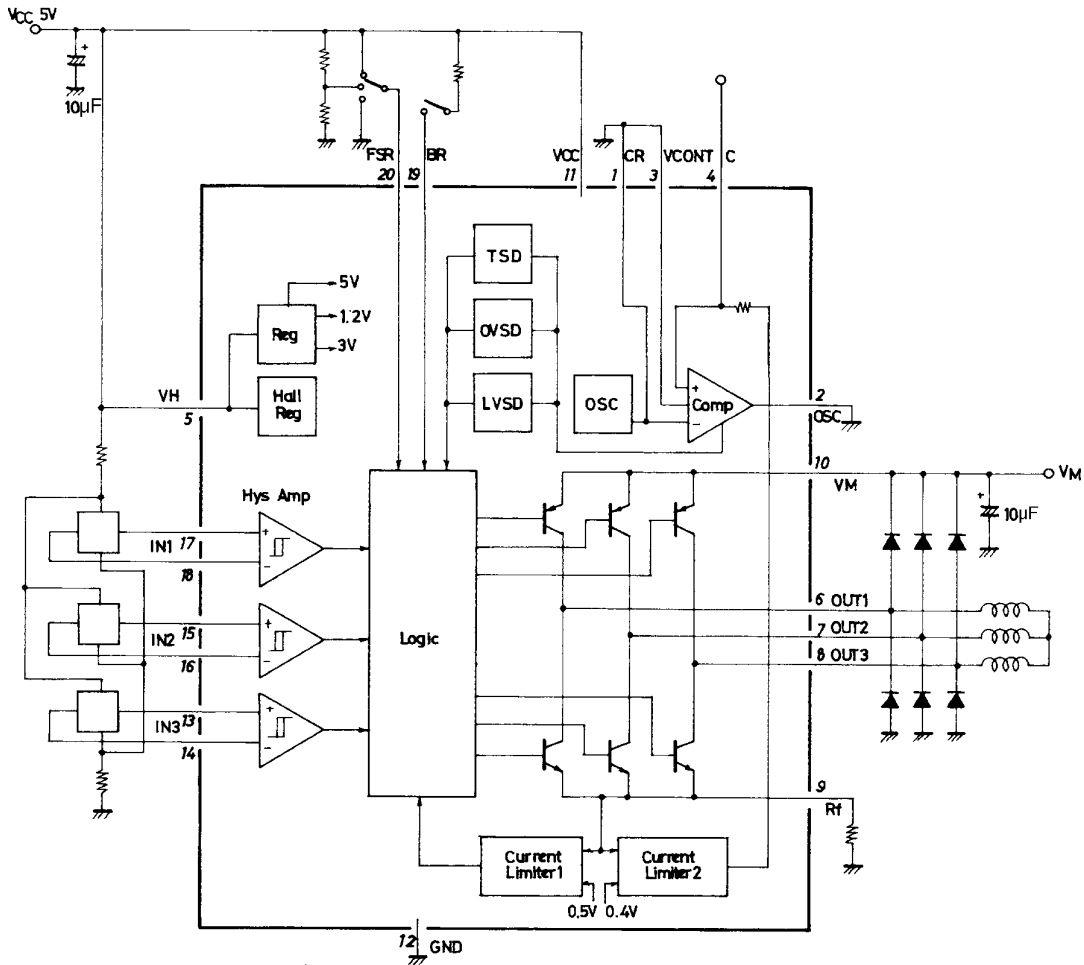 VCC 5V
+
10μF
FSR
BR
VCC
CR
VCONT
C
20
19
11
1
3
4
TSD
5V
1.2V
Reg
3V
OVSD
VH
5
Hall
Reg
LVSD
OSC
+
Comp
-
2
OSC
10
VM
VM
+
10μF
Hys Amp
IN1
17
18
+
-
IN2
15
16
+
-
IN3
13
14
+
-
Logic
6 OUT1
7 OUT2
8 OUT3
9
Rf
Current
Limiter1
Current
Limiter2
0.5V
0.4V
12
GND